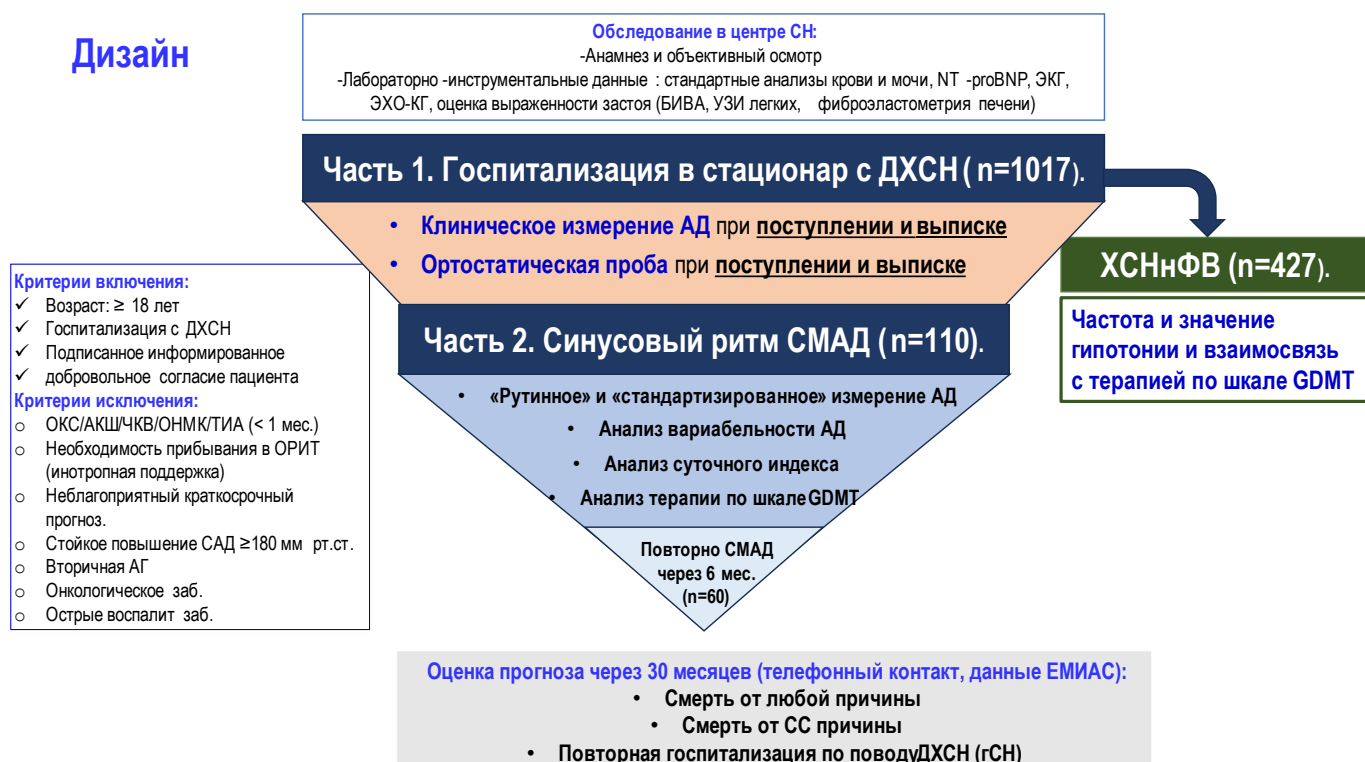 Дизайн
Обследование в центре СН:
-Анамнез и объективный осмотр
-Лабораторно -инструментальные данные : стандартные анализы крови и мочи, NT -proBNP, ЭКГ,
ЭХО-КГ, оценка выраженности застоя (БИВА, УЗИ легких, фиброэластометрия печени)
Часть 1. Госпитализация в стационар с ДХСН ( n=1017).
• Клиническое измерение АД при поступлении и выписке
• Ортостатическая проба при поступлении и выписке
ХСНнФВ (n=427).
Частота и значение
гипотонии и взаимосвязь
с терапией по шкале GDMT
Критерии включения:
✓ Возраст: ≥ 18 лет
✓ Госпитализация с ДХСН
✓ Подписанное информированное
✓ добровольное согласие пациента
Критерии исключения:
o ОКС/АКШ/ЧКВ/ОНМК/ТИА (< 1 мес.)
o Необходимость прибывания в ОРИТ
(инотропная поддержка)
o Неблагоприятный краткосрочный
прогноз.
o Стойкое повышение САД ≥180 мм рт.ст.
o Вторичная АГ
o Онкологическое заб.
o Острые воспалит заб.
Часть 2. Синусовый ритм СМАД ( n=110).
• «Рутинное» и «стандартизированное» измерение АД
• Анализ вариабельности АД
• Анализ суточного индекса
• Анализ терапии по шкале GDMT
Повторно СМАД
через 6 мес.
(n=60)
Оценка прогноза через 30 месяцев (телефонный контакт, данные ЕМИАС):
• Смерть от любой причины
• Смерть от СС причины
• Повторная госпитализация по поводу ДХСН (гСН)